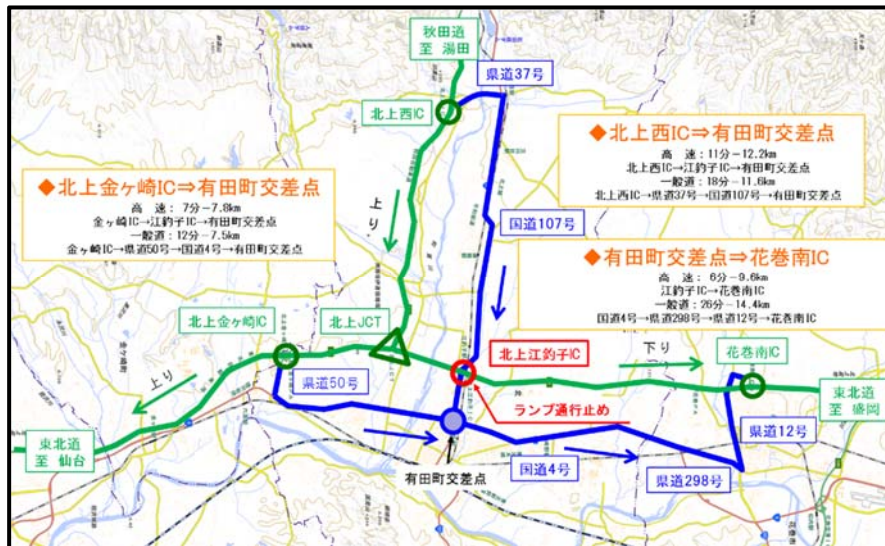 秋田道
至 湯田
県道37号
北上西IC
◆北上西IC⇒有田町交差点
高　速：11分－12.2km
北上西IC→江釣子IC→有田町交差点
一般道：18分－11.6km
北上西IC→県道37号→国道107号→有田町交差点
◆北上金ヶ崎IC⇒有田町交差点
高　速：7分－7.8km
金ヶ崎IC→江釣子IC→有田町交差点
一般道：12分－7.5km
金ヶ崎IC→県道50号→国道4号→有田町交差点
上り
国道107号
◆有田町交差点⇒花巻南IC
高　速：6分－9.6km
江釣子IC→花巻南IC
一般道：26分－14.4km
国道4号→県道298号→県道12号→花巻南IC
北上金ヶ崎IC
北上JCT
北上江釣子IC
下り
花巻南IC
金ヶ崎町
上り
県道50号
ランプ通行止め
東北道
至 盛岡
東北道
至 仙台
県道12号
有田町交差点
国道4号
県道298号
花巻南IC